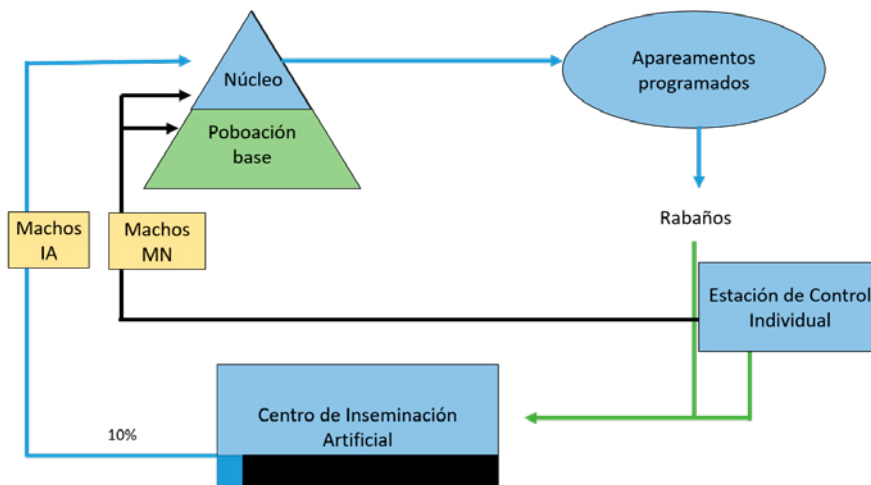 Núcleo
Poboación
base
Apareamentos
programados
Rabaños
Machos
IA
Machos
MN
Estación de Control
Individual
Centro de Inseminación
Artificial
10%